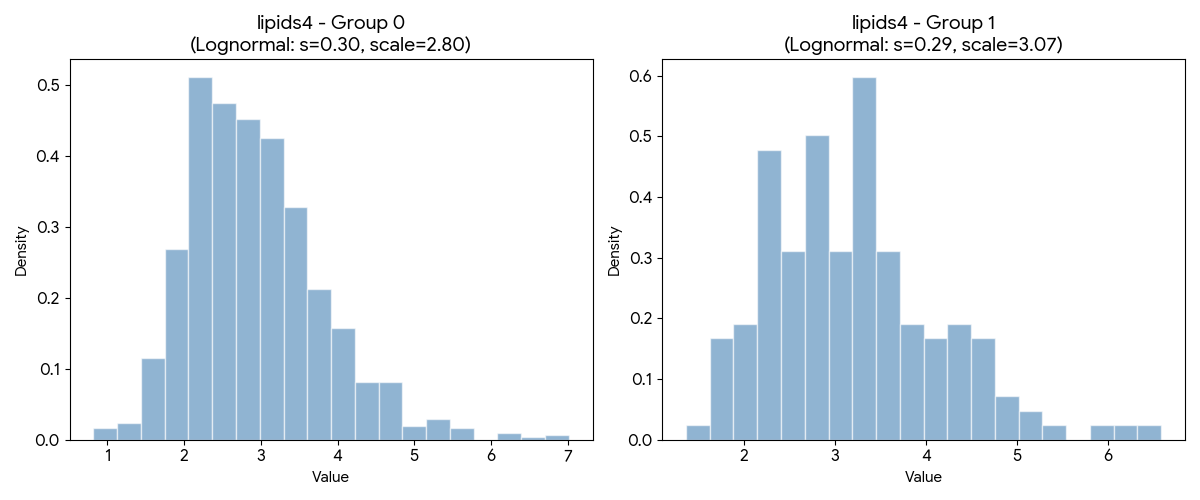 lipids4 - Group 0
(Lognormal: s=0.30, scale=2.80)
Density
0.5
0.4
0.3
0.2
0.1
0.0
1 2 3 4 5 6 7
Value
lipids4 - Group 1
(Lognormal: s=0.29, scale=3.07)
Density
0.6
0.5
0.4
0.3
0.2
0.1
0.0
2 3 4 5 6
Value